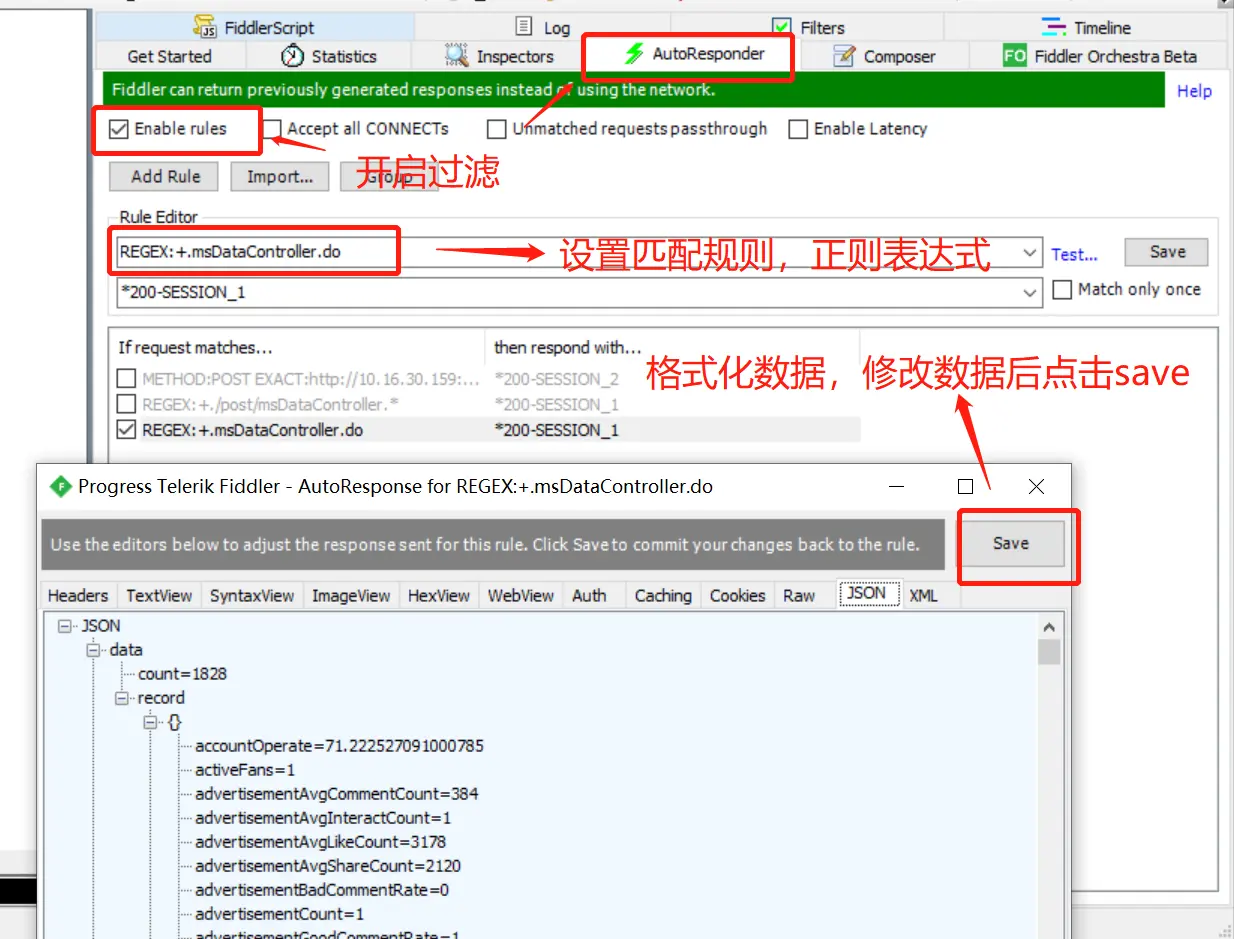 FiddlerScript Log Filters Timeline
Get Started Statistics Inspectors AutoResponder Composer FO Fiddler Orchestra Beta
Fiddler can return previously generated responses instead of using the network. Help
Enable rules Accept all CONNECTs Unmatched requests passthrough Enable Latency
开启过滤
Add Rule Import... Group
Rule Editor
REGEX:+.msDataController.do 设置匹配规则，正则表达式 Test... Save
*200-SESSION_1 Match only once
If request matches... then respond with...
格式化数据，修改数据后点击save
METHOD:POST EXACT:http://10.16.30.159:... *200-SESSION_2
REGEX:+./post/msDataController.* *200-SESSION_1
REGEX:+.msDataController.do *200-SESSION_1
Progress Telerik Fiddler - AutoResponse for REGEX:+.msDataController.do
Use the editors below to adjust the response sent for this rule. Click Save to commit your changes back to the rule. Save
Headers TextView SyntaxView ImageView HexView WebView Auth Caching Cookies Raw JSON XML
JSON
data
count=1828
record
{}
accountOperate=71.222527091000785
activeFans=1
advertisementAvgCommentCount=384
advertisementAvgInteractCount=1
advertisementAvgLikeCount=3178
advertisementAvgShareCount=2120
advertisementBadCommentRate=0
advertisementCount=1
advertisementGoodCommentRate=1